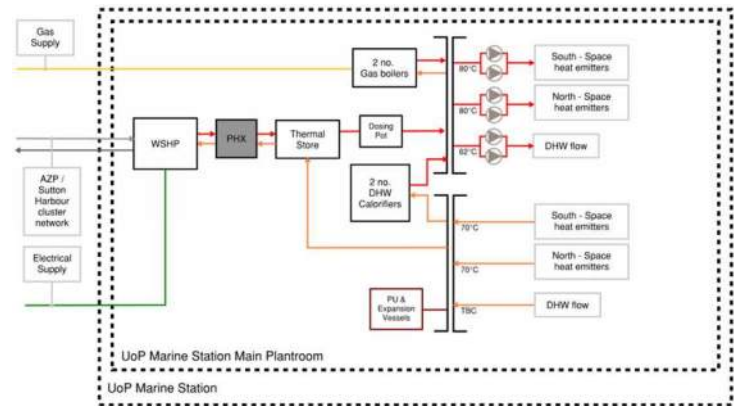 Gas
Supply
2 no.
Gas boilers
80°C
South - Space
heat emitters
80°C
North - Space
heat emitters
WSHP
PHX
Thermal
Store
Dosing
Pot
82°C
DHW flow
AZP /
Sutton
Harbour
cluster
network
2 no.
DHW
Calorifiers
70°C
South - Space
heat emitters
Electrical
Supply
70°C
North - Space
heat emitters
PU &
Expansion
Vessels
TBC
DHW flow
UoP Marine Station Main Plantroom
UoP Marine Station